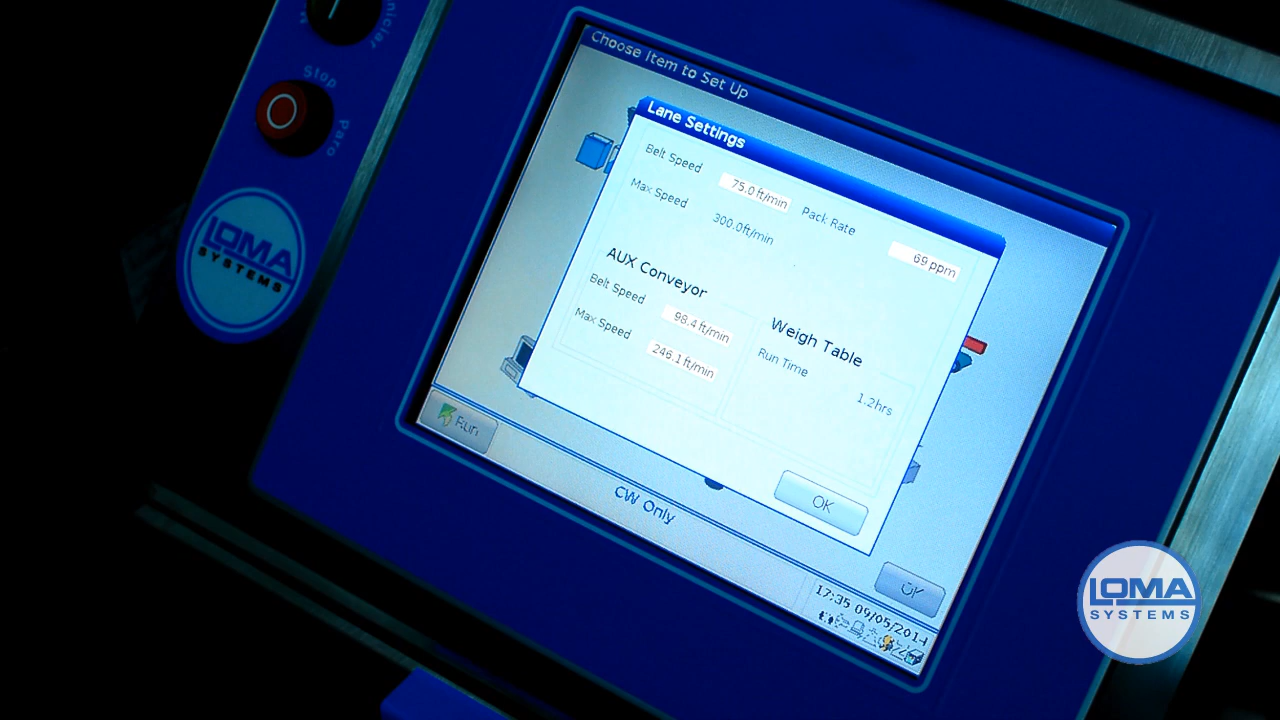 Iniciar
Stop
Paro
LOMA
SYSTEMS
Choose Item to Set Up
Lane Settings
Belt Speed
75.0 ft/min
Pack Rate
69 ppm
Max Speed
300.0ft/min
AUX Conveyor
Belt Speed
98.4 ft/min
Max Speed
246.1 ft/min
Weigh Table
Run Time
1.2hrs
OK
Run
CW Only
OK
17:35 09/05/2014
LOMA
SYSTEMS